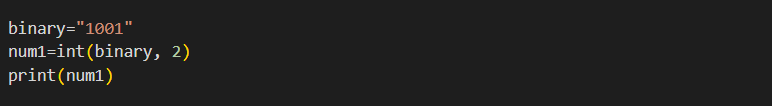 binary="1001"
num1=int(binary, 2)
print(num1)